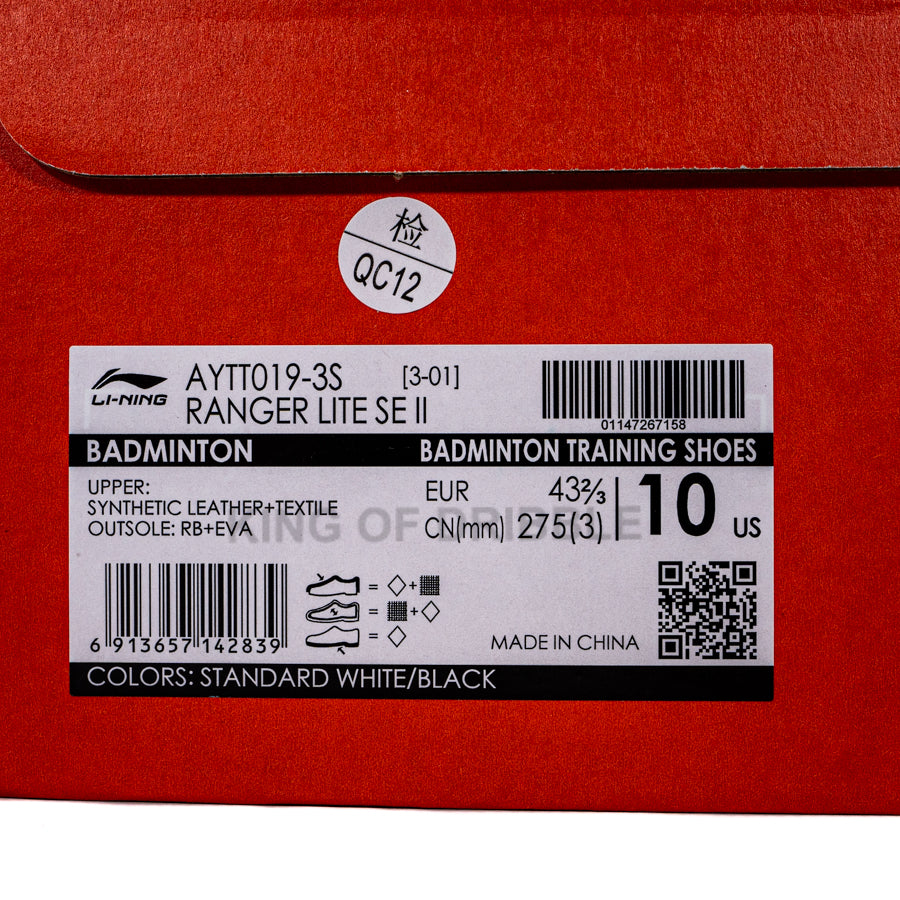 检
QC12
LI-NING
AYTT019-3S [3-01]
RANGER LITE SE II
01147267158
BADMINTON BADMINTON TRAINING SHOES
UPPER:
SYNTHETIC LEATHER+TEXTILE
OUTSOLE: RB+EVA
EUR 43⅔
CN(mm) 275(3)
10 US
KING OF DRIBBLE
6 913657 142839
= +
= +
=
MADE IN CHINA
COLORS: STANDARD WHITE/BLACK